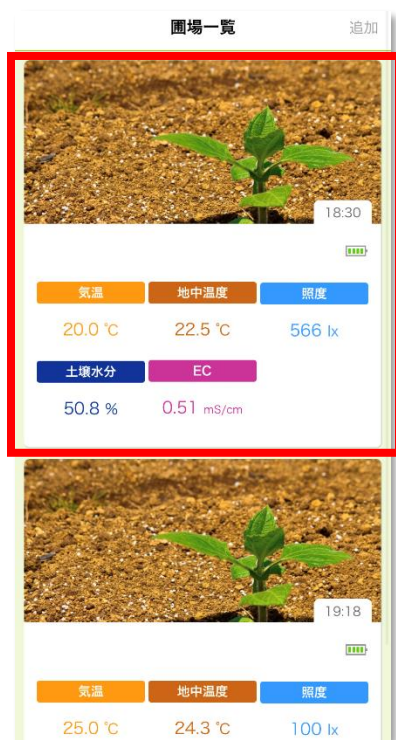 圃場一覧 追加
18:30
気温 地中温度 照度
20.0 °C 22.5 °C 566 lx
土壌水分 EC
50.8 % 0.51 mS/cm
19:18
気温 地中温度 照度
25.0 °C 24.3 °C 100 lx